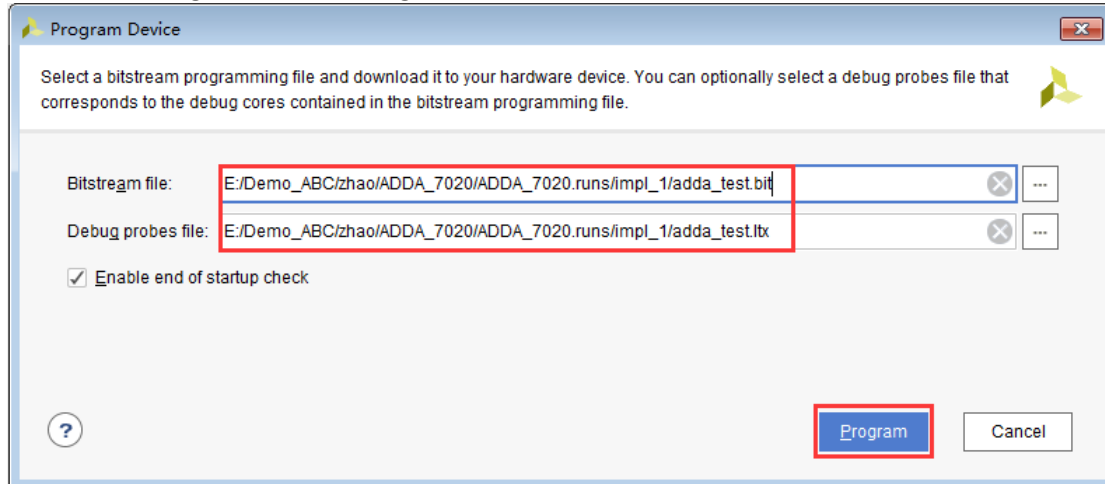 Program Device
Select a bitstream programming file and download it to your hardware device. You can optionally select a debug probes file that
corresponds to the debug cores contained in the bitstream programming file.
Bitstream file: E:/Demo_ABC/zhao/ADDA_7020/ADDA_7020.runs/impl_1/adda_test.bit ...
Debug probes file: E:/Demo_ABC/zhao/ADDA_7020/ADDA_7020.runs/impl_1/adda_test.ltx ...
Enable end of startup check
? Program Cancel